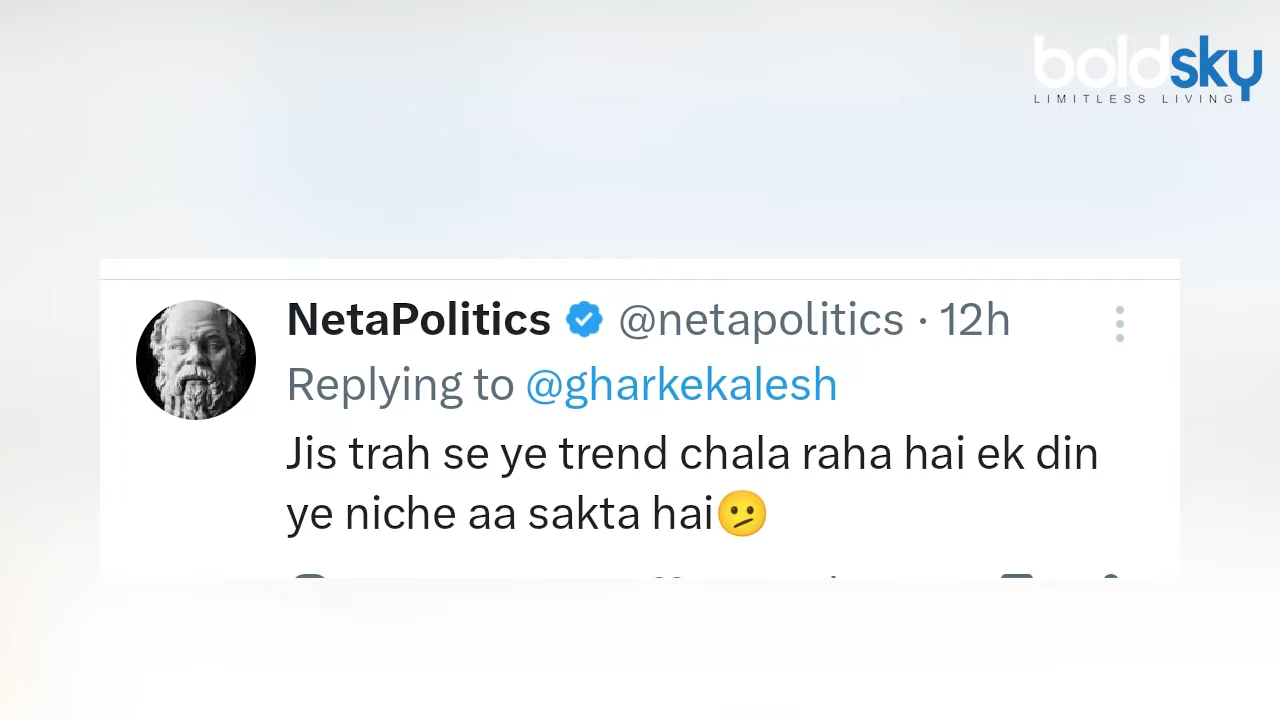 boldsky
LIMITLESS LIVING
NetaPolitics @netapolitics · 12h
Replying to @gharkekalesh
Jis trah se ye trend chala raha hai ek din
ye niche aa sakta hai🫤